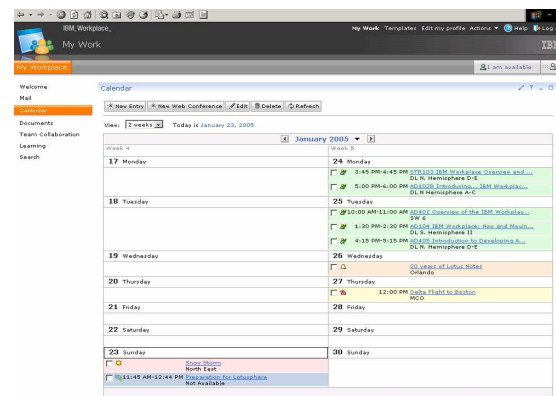 IBM_Workplace_
My Work Templates Edit my profile Actions Help Log
My Work
IBM
My Workplace
I am available
Welcome
Mail
Calendar
Documents
Team Collaboration
Learning
Search
Calendar
New Entry New Web Conference Edit Delete Refresh
View: 2 weeks Today is January 23, 2005
January 2005
Week 4
Week 5
17 Monday
24 Monday
3:45 PM-4:45 PM STR103 IBM Workplace Overview and ...
DL N. Hemisphere D-E
5:00 PM-6:00 PM AD102R Introducing... IBM Workplac...
DL N Hemisphere A-C
18 Tuesday
25 Tuesday
10:00 AM-11:00 AM AD402 Overview of the IBM Workplac...
SW 6
1:30 PM-2:30 PM AD104 IBM Workplace: Now and Movin...
DL S. Hemisphere II
4:15 PM-5:15 PM AD405 Introduction to Developing A...
DL N. Hemisphere D-E
19 Wednesday
26 Wednesday
20 years of Lotus Notes
Orlando
20 Thursday
27 Thursday
12:00 PM Delta Flight to Boston
MCO
21 Friday
28 Friday
22 Saturday
29 Saturday
23 Sunday
30 Sunday
Snow Storm
North East
11:45 AM-12:44 PM Preparation for Lotusphere
Not Available